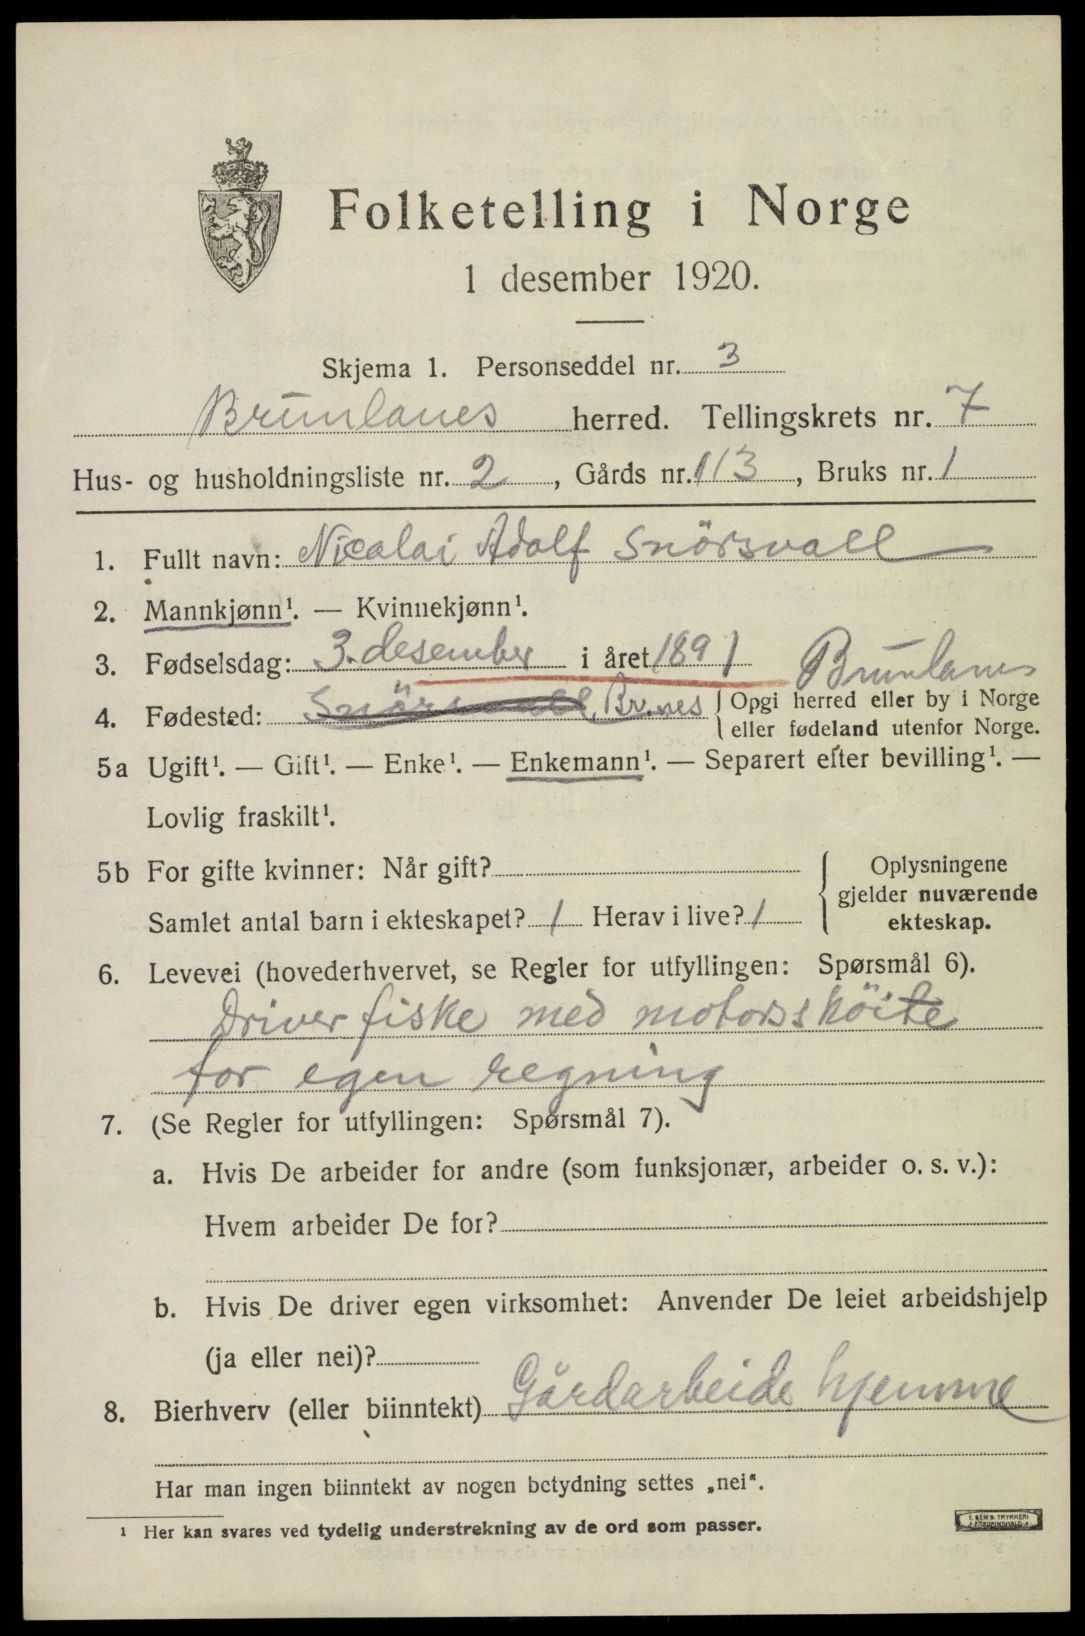 Folketelling i Norge
1 desember 1920.
Skjema 1. Personseddel nr. 3
Brunlanes herred. Tellingskrets nr. 7
Hus- og husholdningsliste nr. 2, Gårds nr. 113, Bruks nr. 1
1. Fullt navn: Nicolai Adolf Snörsvall
2. Mannkjønn¹. — Kvinnekjønn¹.
3. Fødselsdag: 3. desember i året 1891 Brunlanes
4. Fødested: Snörsvall, Br.nes Opgi herred eller by i Norge
eller fødeland utenfor Norge.
5a Ugift¹. — Gift¹. — Enke¹. — Enkemann¹. — Separert efter bevilling¹. —
Lovlig fraskilt¹.
5b For gifte kvinner: Når gift? Oplysningene
gjelder nuværende
Samlet antal barn i ekteskapet? 1 Herav i live? 1 ekteskap.
6. Levevei (hovederhvervet, se Regler for utfyllingen: Spørsmål 6).
Driver fiske med motorsköite
for egen regning
7. (Se Regler for utfyllingen: Spørsmål 7).
a. Hvis De arbeider for andre (som funksjonær, arbeider o. s. v.):
Hvem arbeider De for?
b. Hvis De driver egen virksomhet: Anvender De leiet arbeidshjelp
(ja eller nei)?
8. Bierhverv (eller biinntekt) Gårdarbeide hjemme
Har man ingen biinntekt av nogen betydning settes „nei".
¹ Her kan svares ved tydelig understrekning av de ord som passer.
E. SEM'S TRYKKERI
FREDRIKSHALD